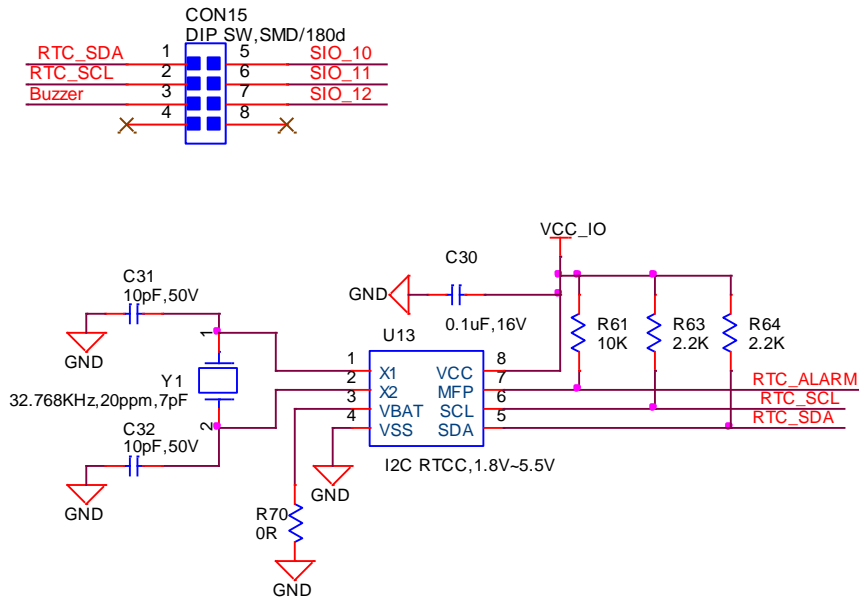 CON15
DIP SW,SMD/180d
RTC_SDA 1 5 SIO_10
RTC_SCL 2 6 SIO_11
Buzzer 3 7 SIO_12
4 8
VCC_IO
C31
10pF,50V
GND
C30
GND
0.1uF,16V
R61
10K
R63
2.2K
R64
2.2K
1
Y1
32.768KHz,20ppm,7pF
2
C32
10pF,50V
GND
U13
1 X1 VCC 8
2 X2 MFP 7 RTC_ALARM
3 VBAT SCL 6 RTC_SCL
4 VSS SDA 5 RTC_SDA
I2C RTCC,1.8V~5.5V
GND
R70
0R
GND